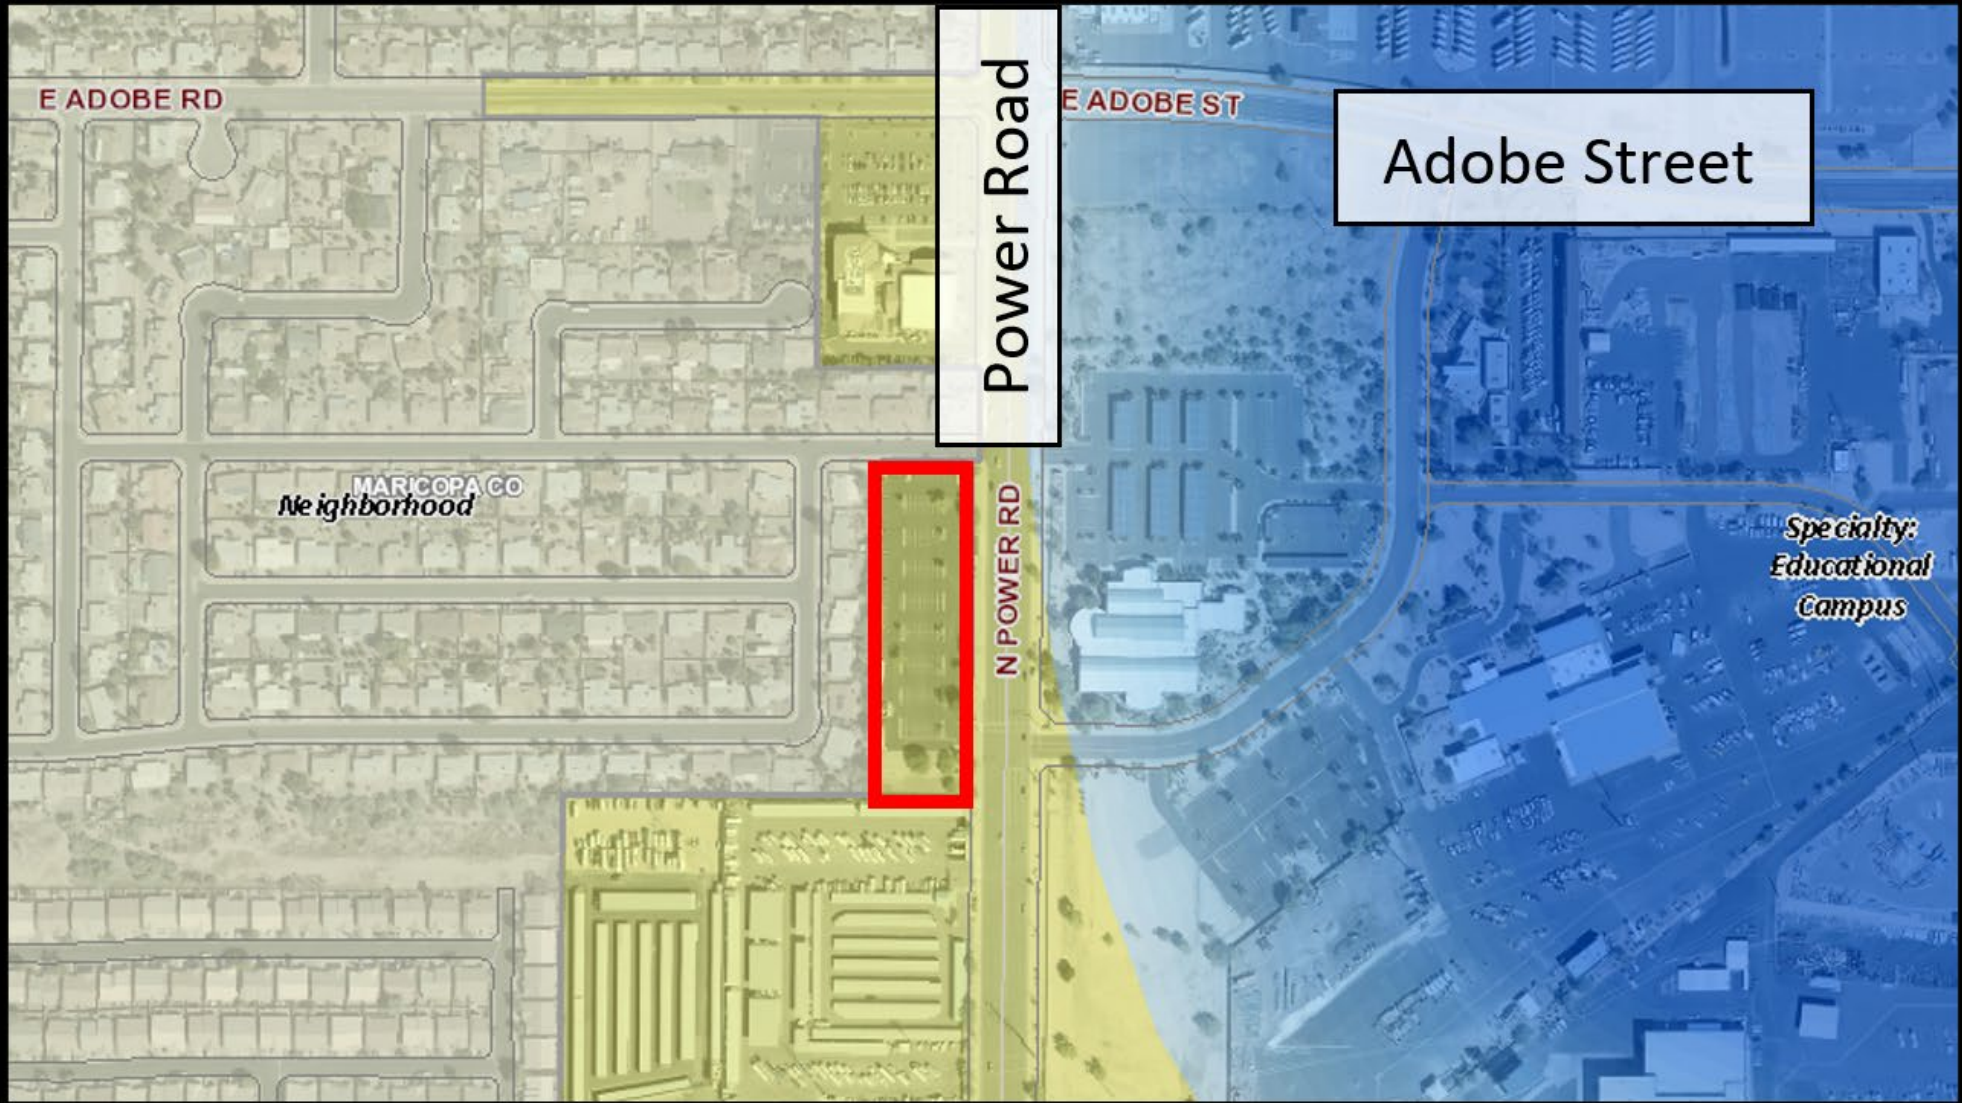 E ADOBE RD
Power Road
E ADOBE ST
Adobe Street
MARICOPA CO
Neighborhood
N POWER RD
Specialty:
Educational
Campus